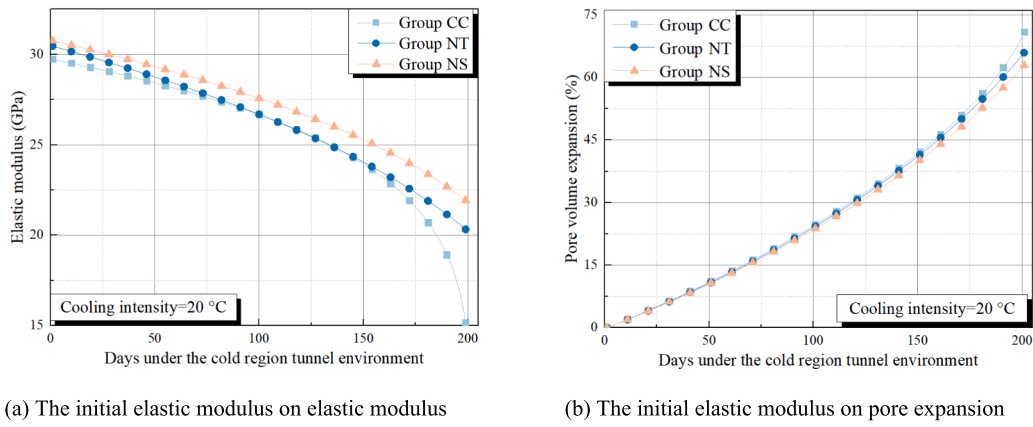 Group CC
Group NT
Group NS
30
25
20
15
Elastic modulus (GPa)
Cooling intensity=20 °C
0 50 100 150 200
Days under the cold region tunnel environment
(a) The initial elastic modulus on elastic modulus
Group CC
Group NT
Group NS
75
60
45
30
15
0
Pore volume expansion (%)
Cooling intensity=20 °C
0 50 100 150 200
Days under the cold region tunnel environment
(b) The initial elastic modulus on pore expansion